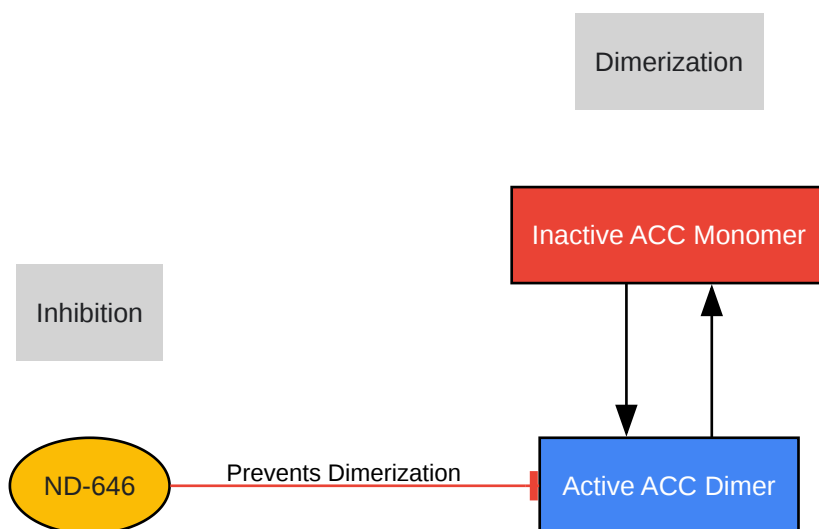 Dimerization
Inactive ACC Monomer
Inhibition
ND-646
Prevents Dimerization
Active ACC Dimer